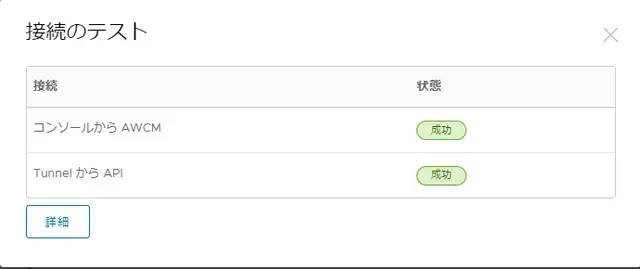 接続のテスト
接続 状態
コンソールから AWCM 成功
Tunnel から API 成功
詳細